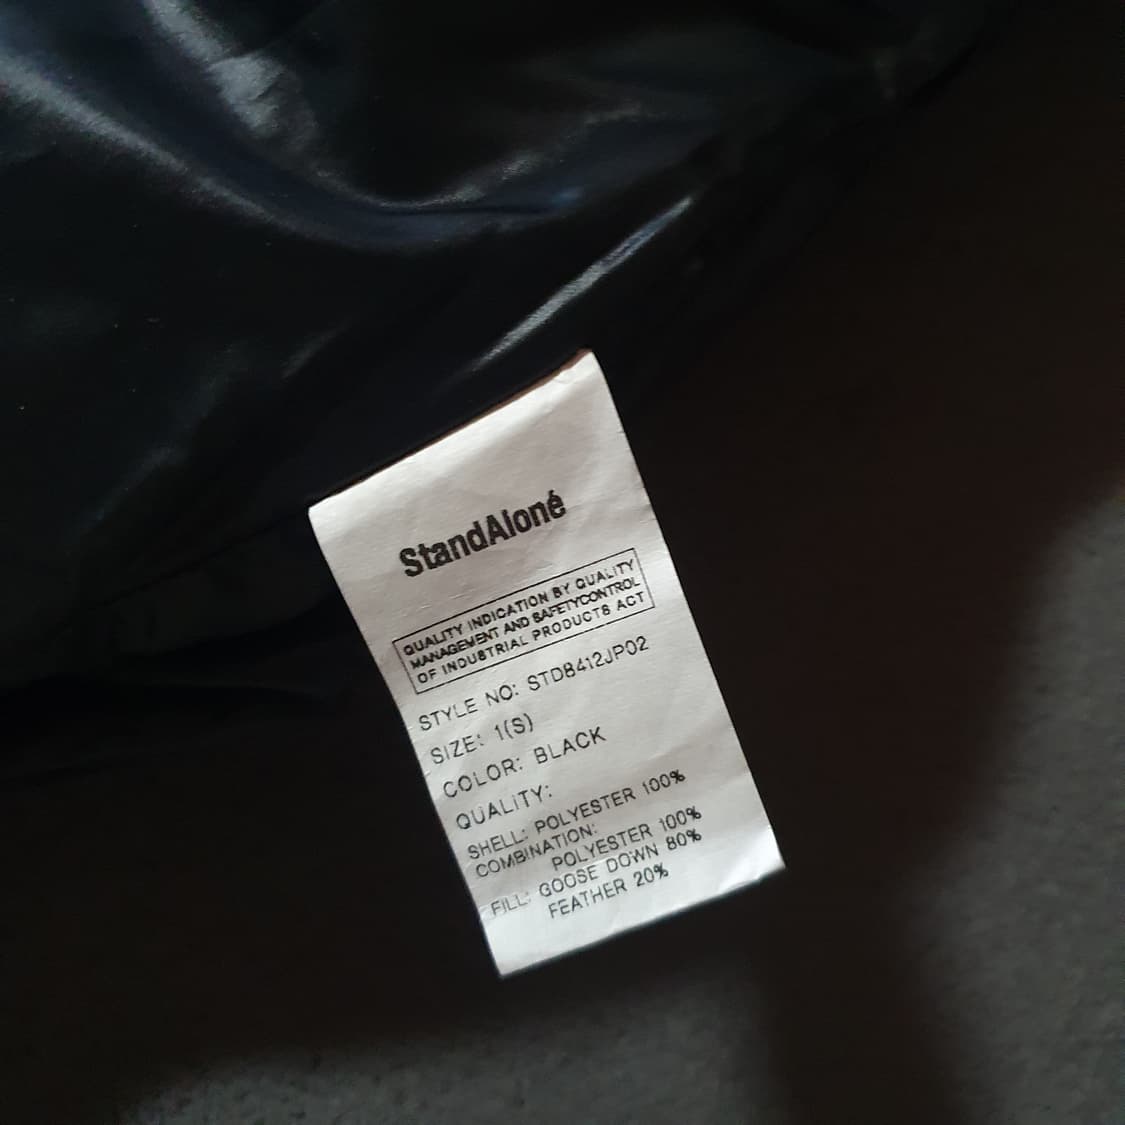 StandAloné
QUALITY INDICATION BY QUALITY
MANAGEMENT AND SAFETYCONTROL
OF INDUSTRIAL PRODUCTS ACT
STYLE NO: STD8412JP02
SIZE: 1(S)
COLOR: BLACK
QUALITY:
SHELL: POLYESTER 100%
COMBINATION:
POLYESTER 100%
FILL: GOOSE DOWN 80%
FEATHER 20%